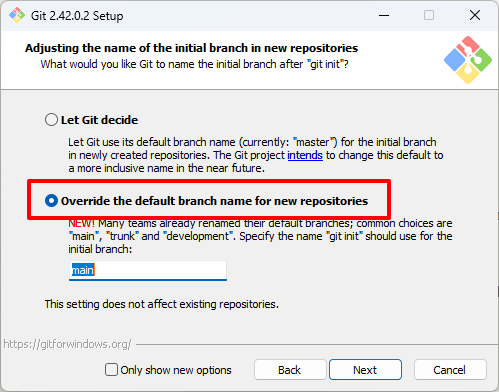 Git 2.42.0.2 Setup
Adjusting the name of the initial branch in new repositories
What would you like Git to name the initial branch after "git init"?
Let Git decide
Let Git use its default branch name (currently: "master") for the initial branch
in newly created repositories. The Git project intends to change this default to
a more inclusive name in the near future.
Override the default branch name for new repositories
NEW! Many teams already renamed their default branches; common choices are
"main", "trunk" and "development". Specify the name "git init" should use for the
initial branch:
main
This setting does not affect existing repositories.
https://gitforwindows.org/
Only show new options
Back
Next
Cancel